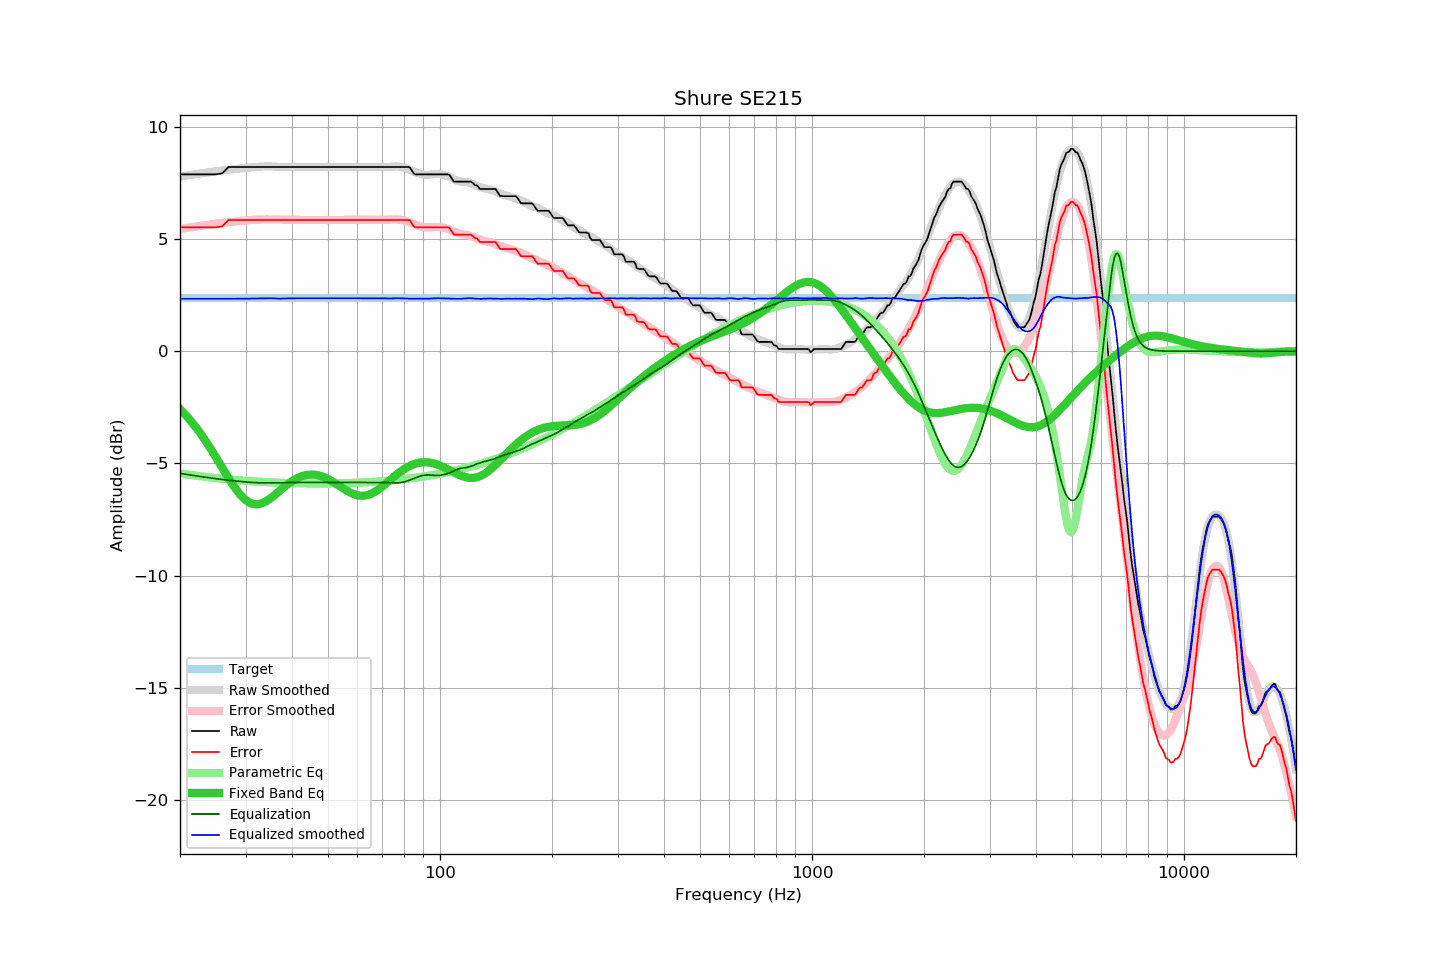 Shure SE215
10
5
0
−5
−10
−15
−20
Amplitude (dBr)
Target
Raw Smoothed
Error Smoothed
Raw
Error
Parametric Eq
Fixed Band Eq
Equalization
Equalized smoothed
100
1000
10000
Frequency (Hz)